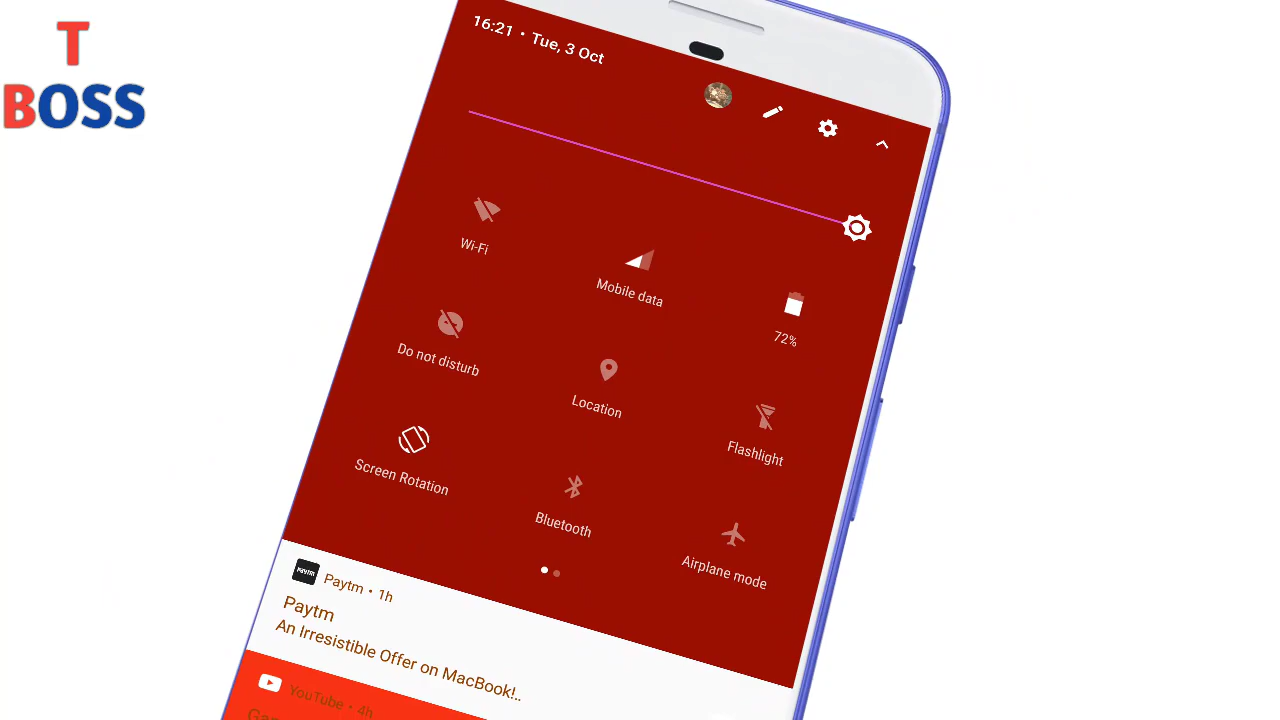 T
BOSS
16:21 • Tue, 3 Oct
Wi-Fi
Mobile data
72%
Do not disturb
Location
Flashlight
Screen Rotation
Bluetooth
Airplane mode
PAYTM
Paytm • 1h
Paytm
An Irresistible Offer on MacBook!..
YouTube • 4h